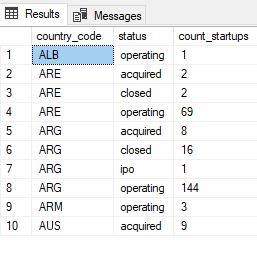 Results Messages
country_code status count_startups
1 ALB operating 1
2 ARE acquired 2
3 ARE closed 2
4 ARE operating 69
5 ARG acquired 8
6 ARG closed 16
7 ARG ipo 1
8 ARG operating 144
9 ARM operating 3
10 AUS acquired 9